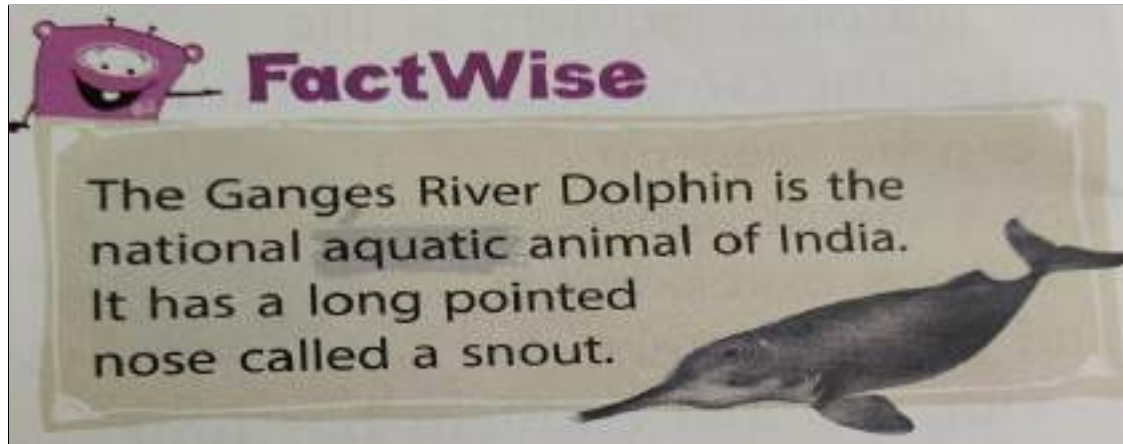 FactWise
The Ganges River Dolphin is the
national aquatic animal of India.
It has a long pointed
nose called a snout.